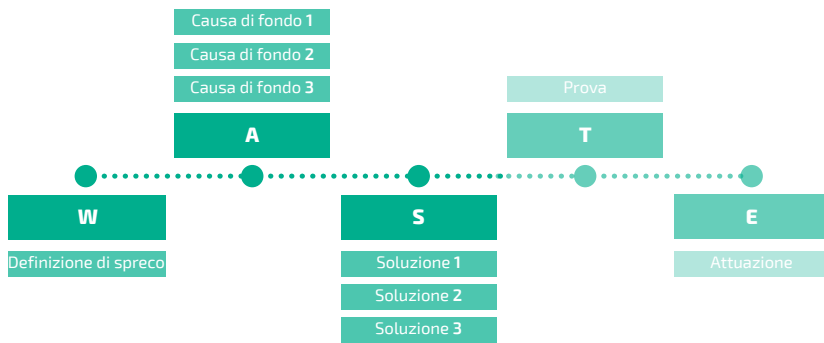 Causa di fondo 1
Causa di fondo 2
Causa di fondo 3
Prova
A
T
W
S
E
Definizione di spreco
Soluzione 1
Attuazione
Soluzione 2
Soluzione 3